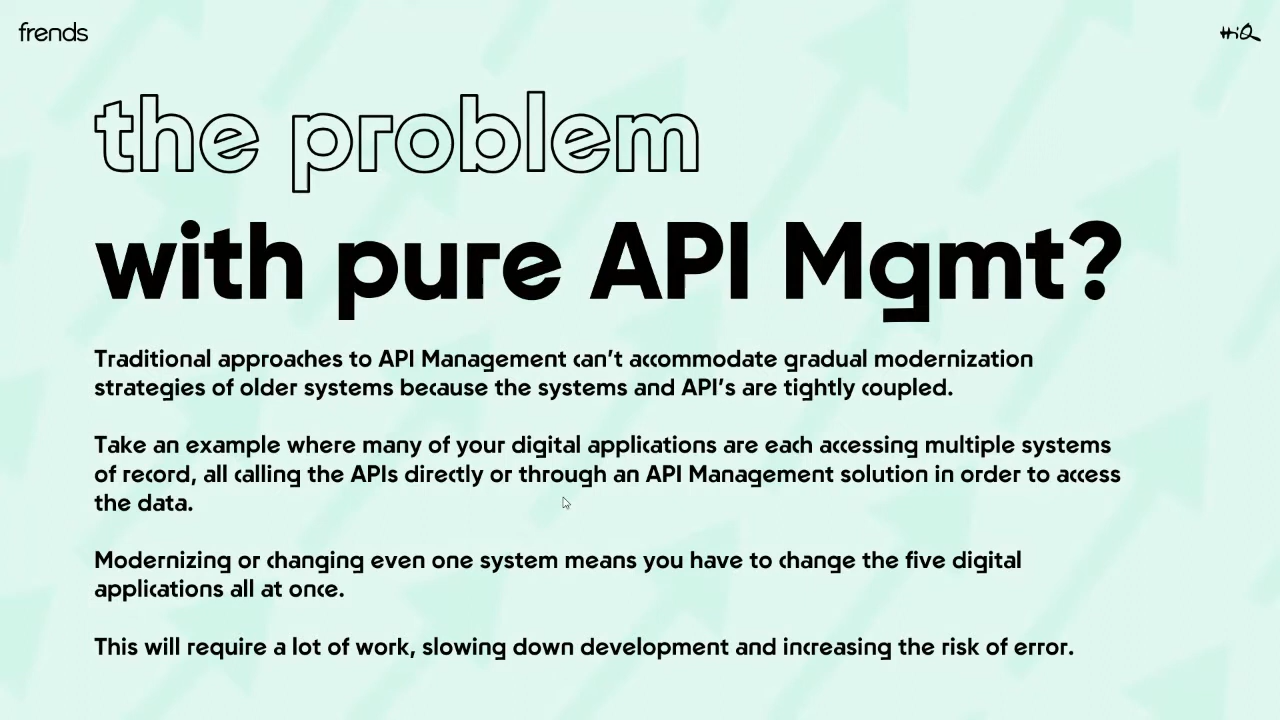 frends
HiQ
the problem
with pure API Mgmt?
Traditional approaches to API Management can’t accommodate gradual modernization
strategies of older systems because the systems and API’s are tightly coupled.
Take an example where many of your digital applications are each accessing multiple systems
of record, all calling the APIs directly or through an API Management solution in order to access
the data.
Modernizing or changing even one system means you have to change the five digital
applications all at once.
This will require a lot of work, slowing down development and increasing the risk of error.